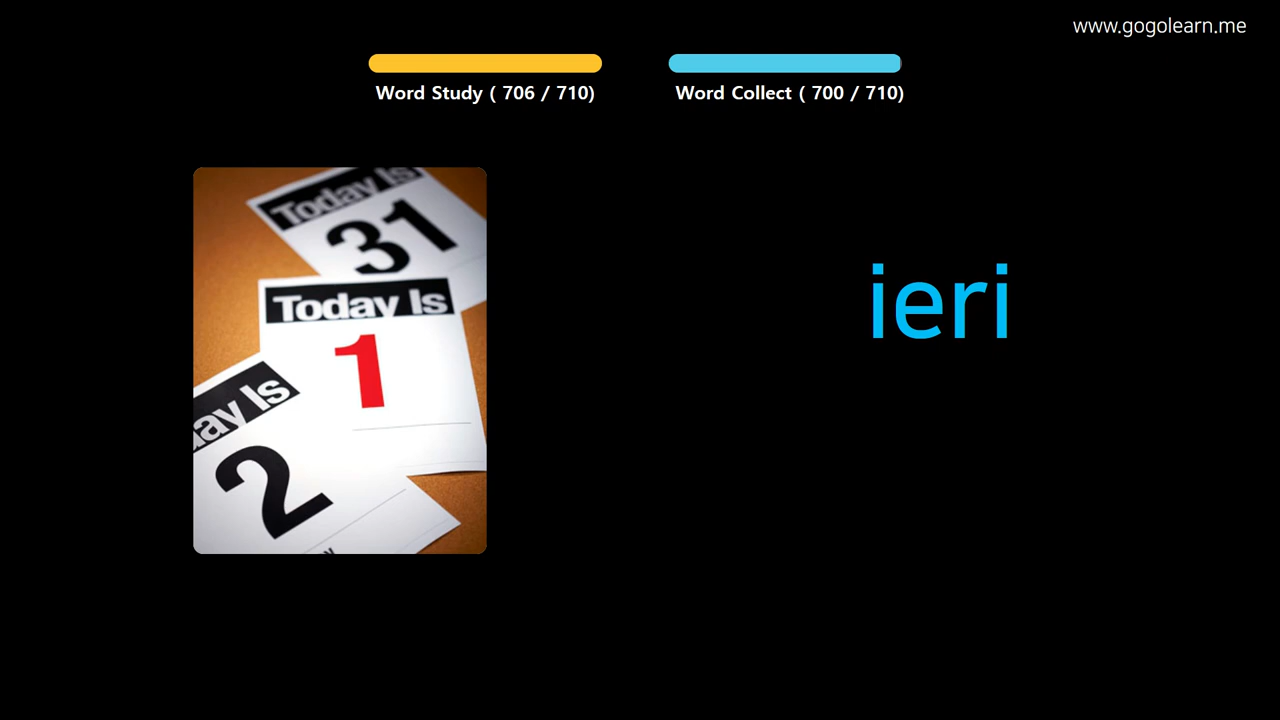 www.gogolearn.me
Word Study ( 706 / 710)
Word Collect ( 700 / 710)
Today Is
31
Today Is
1
ay Is
2
ieri